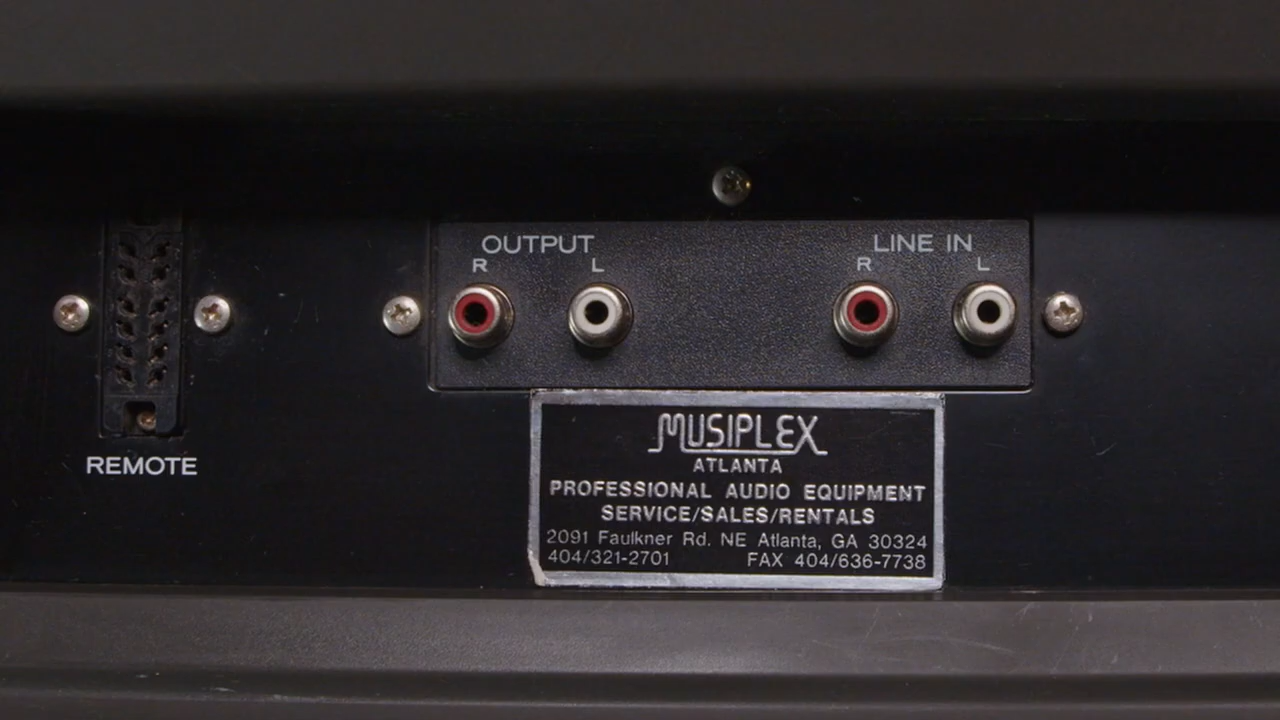 OUTPUT
R L
LINE IN
R L
REMOTE
MUSIPLEX
ATLANTA
PROFESSIONAL AUDIO EQUIPMENT
SERVICE/SALES/RENTALS
2091 Faulkner Rd. NE Atlanta, GA 30324
404/321-2701 FAX 404/636-7738